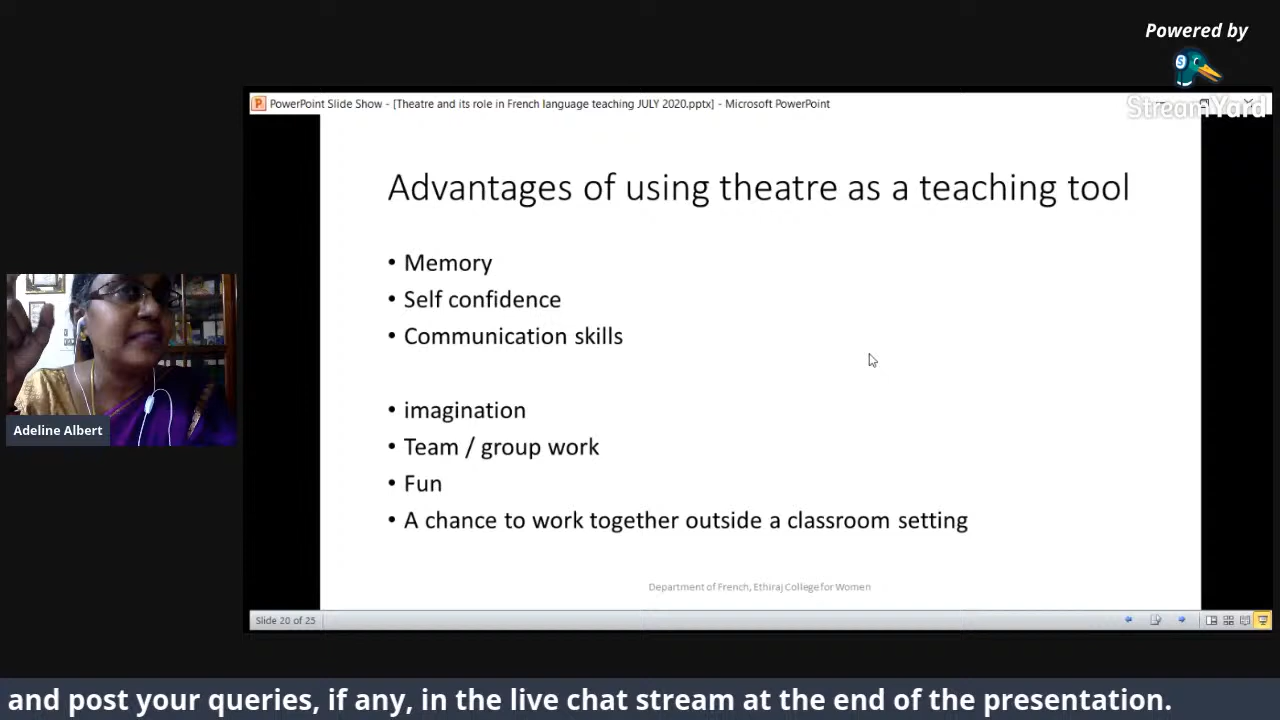 Powered by
StreamYard
PowerPoint Slide Show - [Theatre and its role in French language teaching JULY 2020.pptx] - Microsoft PowerPoint
Advantages of using theatre as a teaching tool
• Memory
• Self confidence
• Communication skills
• imagination
• Team / group work
• Fun
• A chance to work together outside a classroom setting
Adeline Albert
Department of French, Ethiraj College for Women
Slide 20 of 25
and post your queries, if any, in the live chat stream at the end of the presentation.